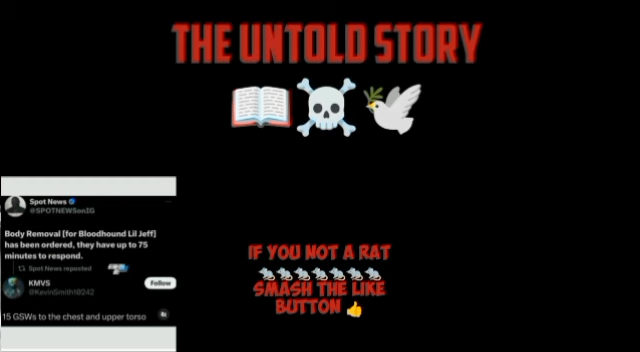 THE UNTOLD STORY
Spot News
@SPOTNEWSonIG
Body Removal [for Bloodhound Lil Jeff]
has been ordered, they have up to 75
minutes to respond.
Spot News reposted
KMVS
@KevinSmith19242
Follow
15 GSWs to the chest and upper torso
IF YOU NOT A RAT
SMASH THE LIKE
BUTTON